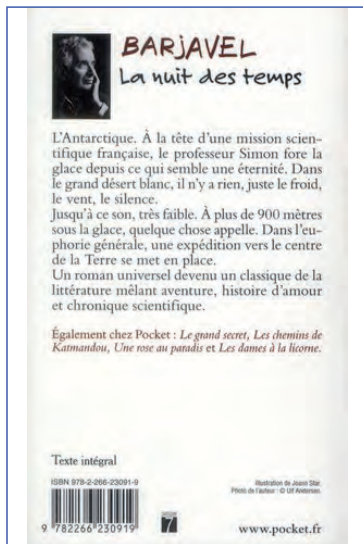 BARJAVEL
La nuit des temps
L'Antarctique. À la tête d'une mission scien-
tifique française, le professeur Simon fore la
glace depuis ce qui semble une éternité. Dans
le grand désert blanc, il n'y a rien, juste le froid,
le vent, le silence.
Jusqu'à ce son, très faible. À plus de 900 mètres
sous la glace, quelque chose appelle. Dans l'eu-
phorie générale, une expédition vers le centre
de la Terre se met en place.
Un roman universel devenu un classique de la
littérature mêlant aventure, histoire d'amour
et chronique scientifique.
Également chez Pocket : Le grand secret, Les chemins de
Katmandou, Une rose au paradis et Les dames à la licorne.
Texte intégral
ISBN 978-2-266-23091-9
Illustration de Joann Sfar.
Photo de l'auteur : © Ulf Andersen.
9 782266 230919
7
www.pocket.fr